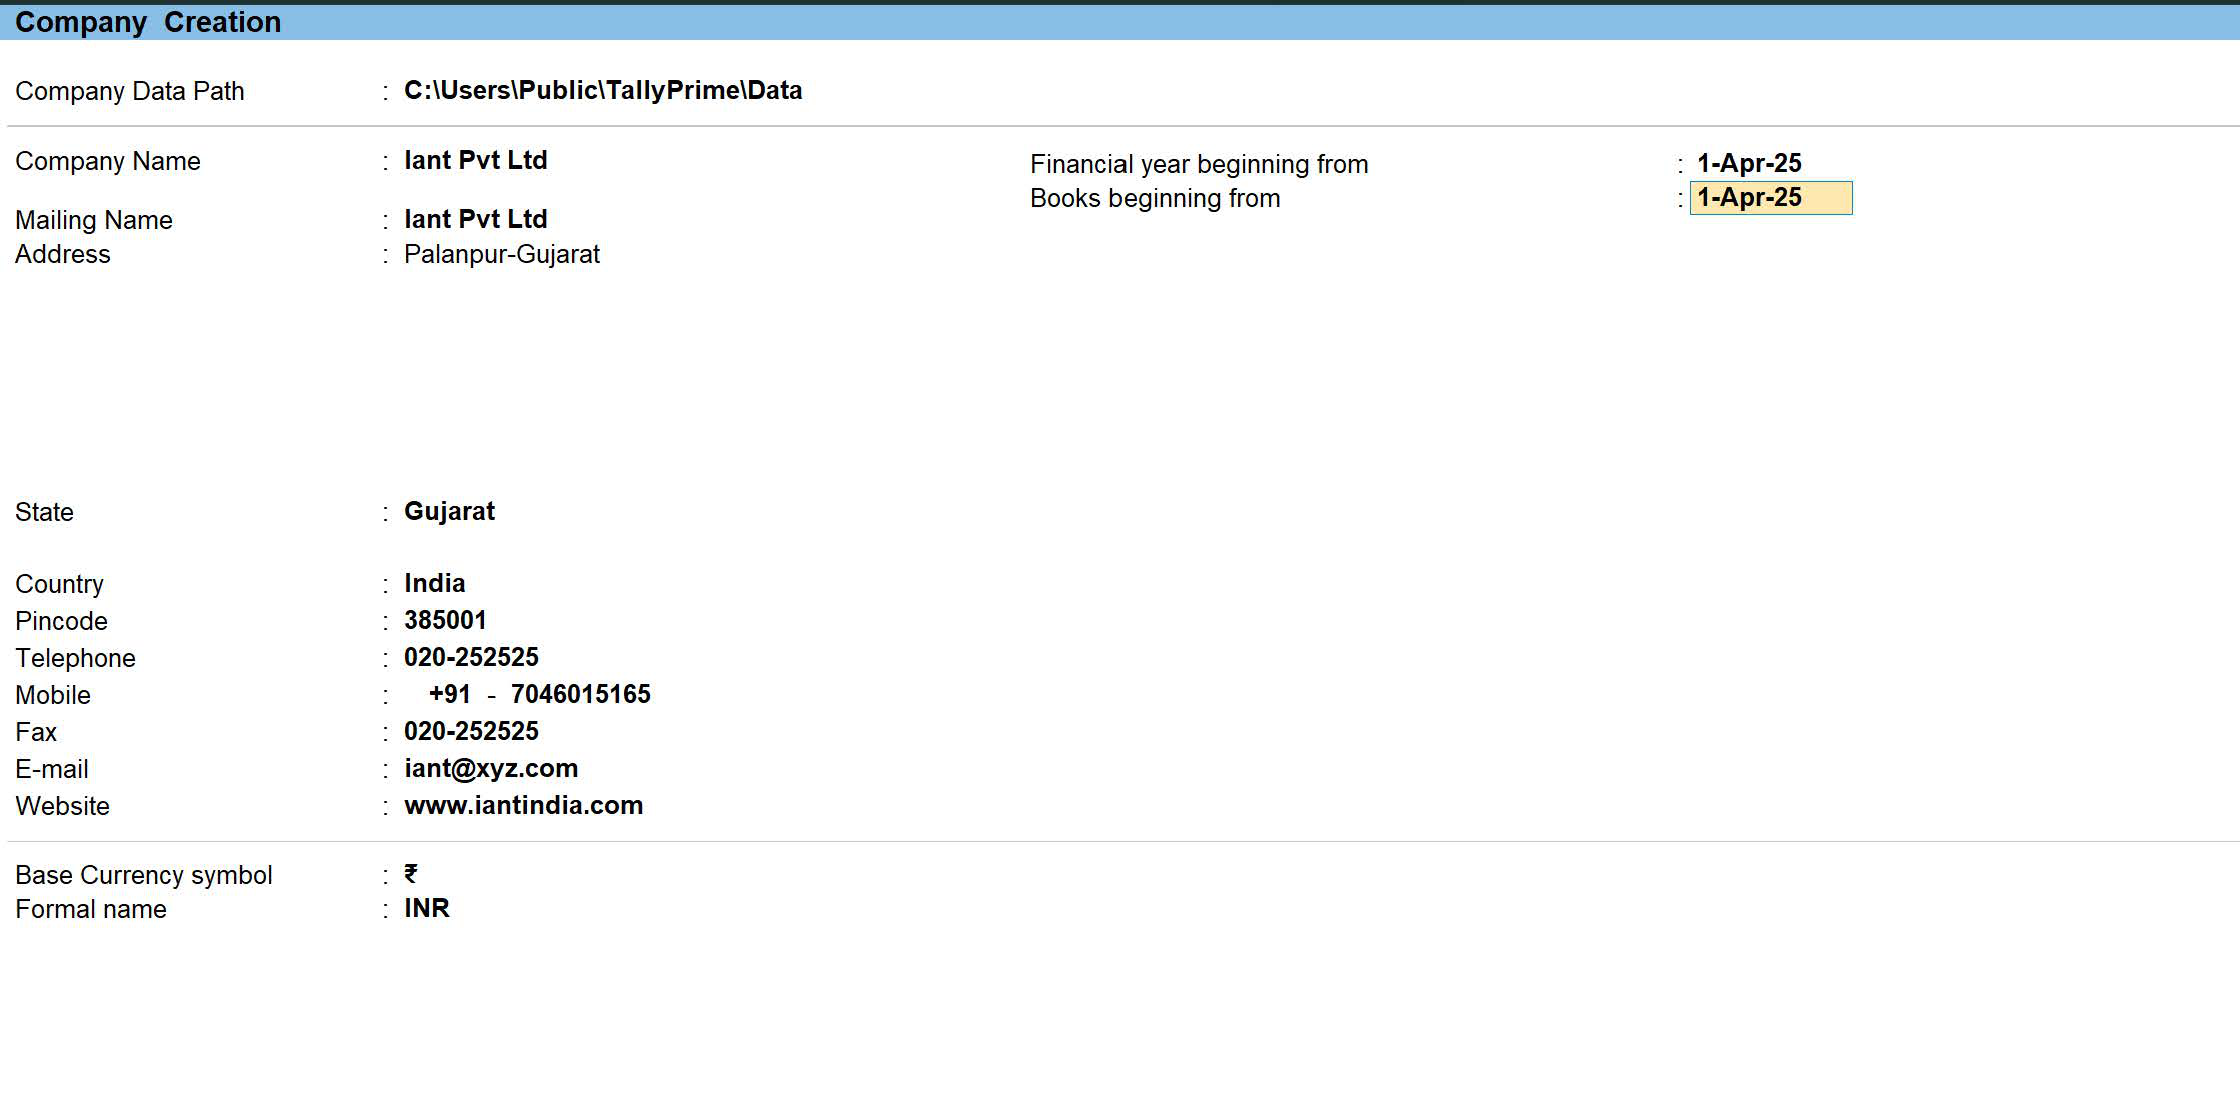 Company Creation
Company Data Path : C:\Users\Public\TallyPrime\Data
Company Name : Iant Pvt Ltd
Mailing Name : Iant Pvt Ltd
Address : Palanpur-Gujarat
State : Gujarat
Country : India
Pincode : 385001
Telephone : 020-252525
Mobile : +91 - 7046015165
Fax : 020-252525
E-mail : iant@xyz.com
Website : www.iantindia.com
Financial year beginning from : 1-Apr-25
Books beginning from : 1-Apr-25
Base Currency symbol : ₹
Formal name : INR